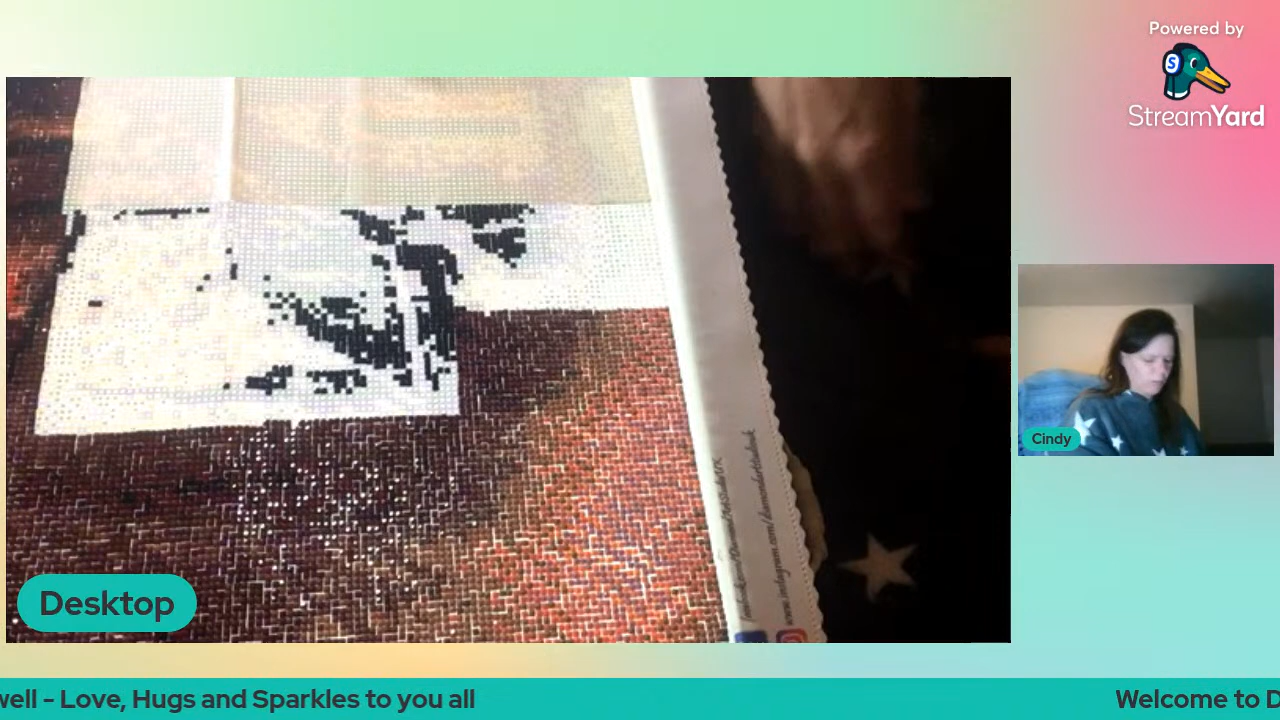 Powered by
S
StreamYard
Cindy
Desktop
well - Love, Hugs and Sparkles to you all
Welcome to D